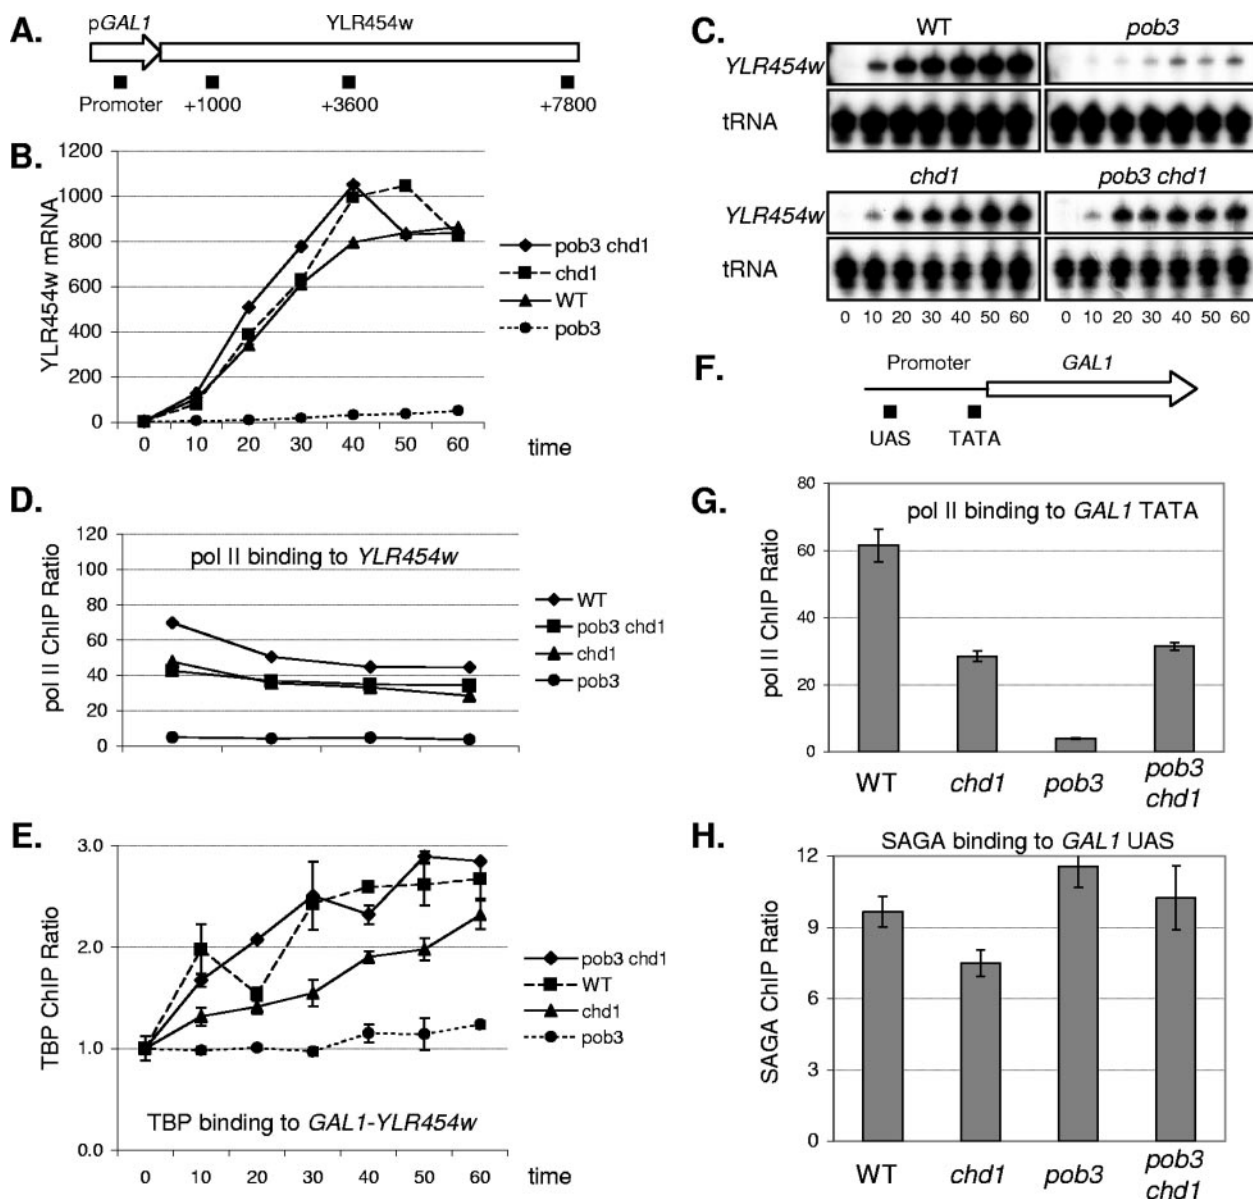 A.
pGAL1 YLR454w
Promoter +1000 +3600 +7800
B.
YLR454w mRNA
1200
1000
800
600
400
200
0
0 10 20 30 40 50 60 time
pob3 chd1
chd1
WT
pob3
C.
WT pob3
YLR454w
tRNA
chd1 pob3 chd1
YLR454w
tRNA
0 10 20 30 40 50 60 0 10 20 30 40 50 60
D.
pol II ChIP Ratio
120
100
80
60
40
20
0
pol II binding to YLR454w
WT
pob3 chd1
chd1
pob3
E.
TBP ChIP Ratio
3.0
2.0
1.0
0.0
TBP binding to GAL1-YLR454w
0 10 20 30 40 50 60 time
pob3 chd1
WT
chd1
pob3
F.
Promoter GAL1
UAS TATA
G.
pol II ChIP Ratio
80
60
40
20
0
pol II binding to GAL1 TATA
WT chd1 pob3 pob3
chd1
H.
SAGA binding to GAL1 UAS
SAGA ChIP Ratio
12
9
6
3
0
WT chd1 pob3 pob3
chd1